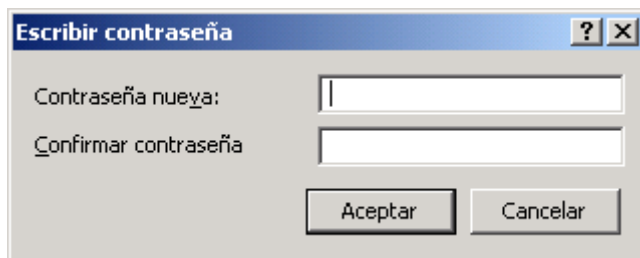 Escribir contraseña
Contraseña nueva:
Confirmar contraseña
Aceptar Cancelar